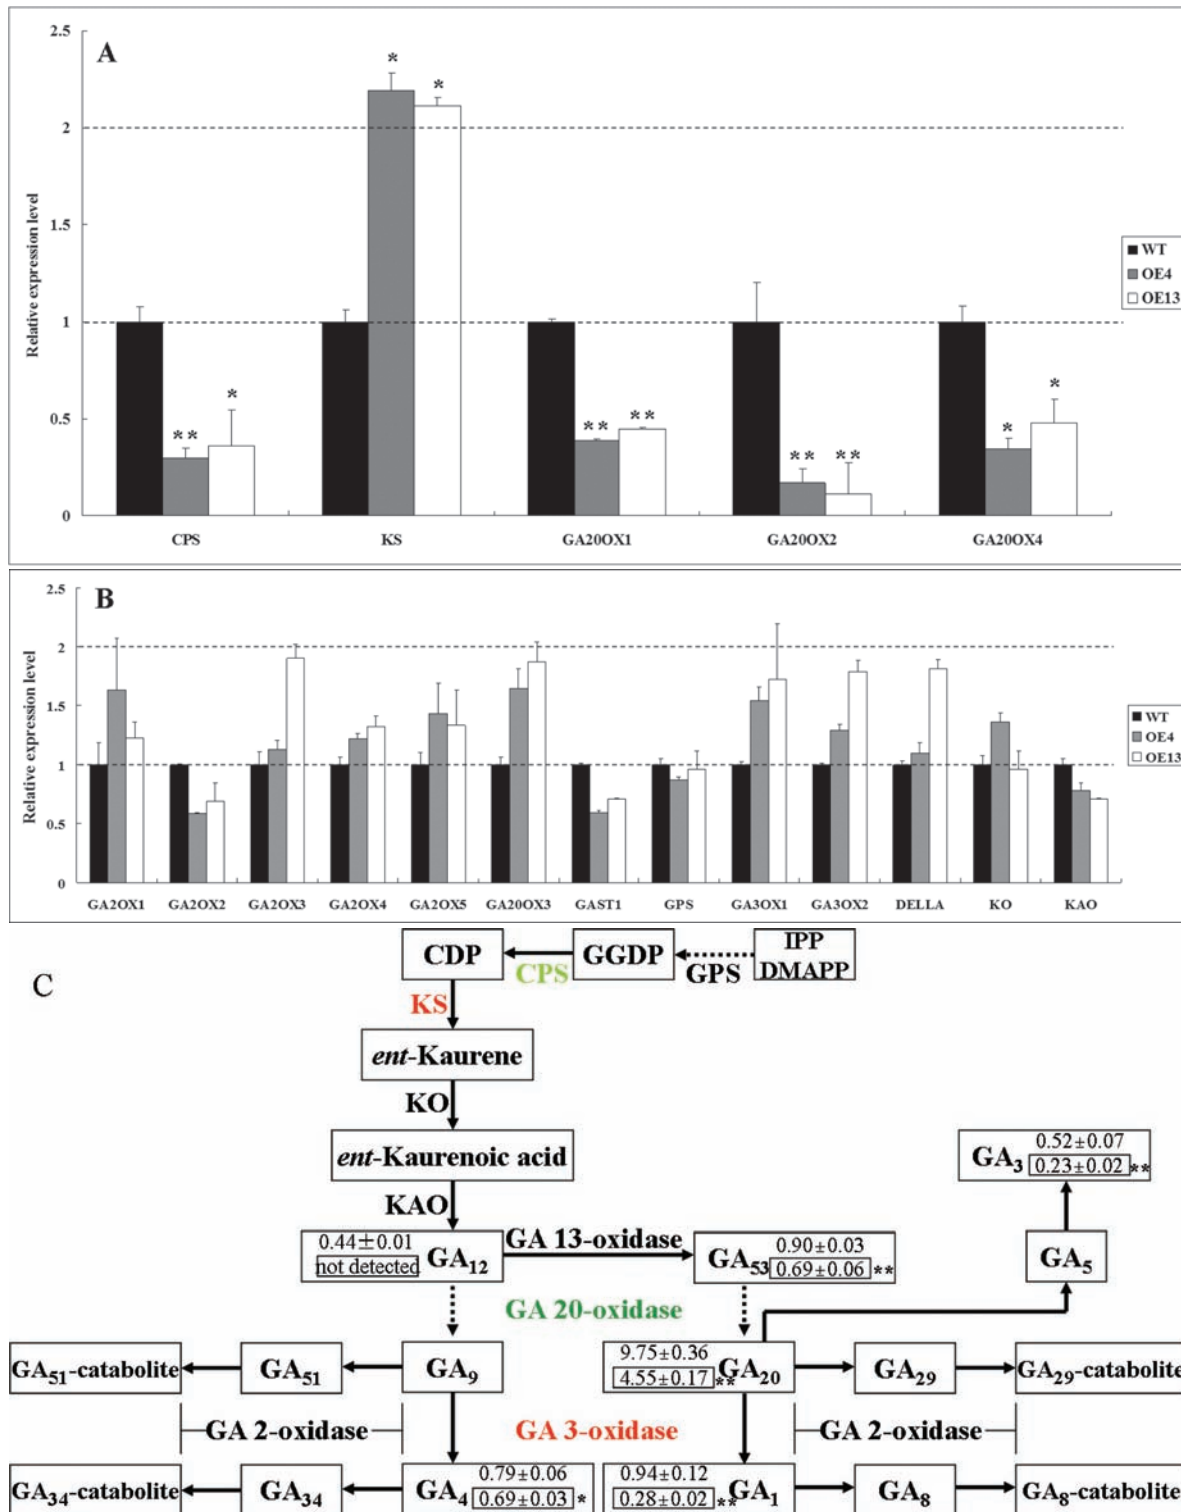 A
2.5
2
1.5
1
0.5
0
Relative expression level
* *
** *
** **
** **
* *
CPS KS GA20OX1 GA20OX2 GA20OX4
WT
OE4
OE13
B
2.5
2
1.5
1
0.5
0
Relative expression level
GA2OX1 GA2OX2 GA2OX3 GA2OX4 GA2OX5 GA20OX3 GAST1 GPS GA3OX1 GA3OX2 DELLA KO KAO
WT
OE4
OE13
C
CDP
CPS
GGDP
GPS
IPP
DMAPP
KS
ent-Kaurene
KO
ent-Kaurenoic acid
KAO
0.44±0.01
not detected
GA12
GA 13-oxidase
GA53
0.90±0.03
0.69±0.06 **
GA3
0.52±0.07
0.23±0.02 **
GA5
GA 20-oxidase
GA51-catabolite
GA51
GA9
9.75±0.36
4.55±0.17 **
GA20
GA29
GA29-catabolite
GA 2-oxidase
GA 3-oxidase
GA 2-oxidase
GA34-catabolite
GA34
GA4
0.79±0.06
0.69±0.03 *
0.94±0.12
0.28±0.02 **
GA1
GA8
GA8-catabolite